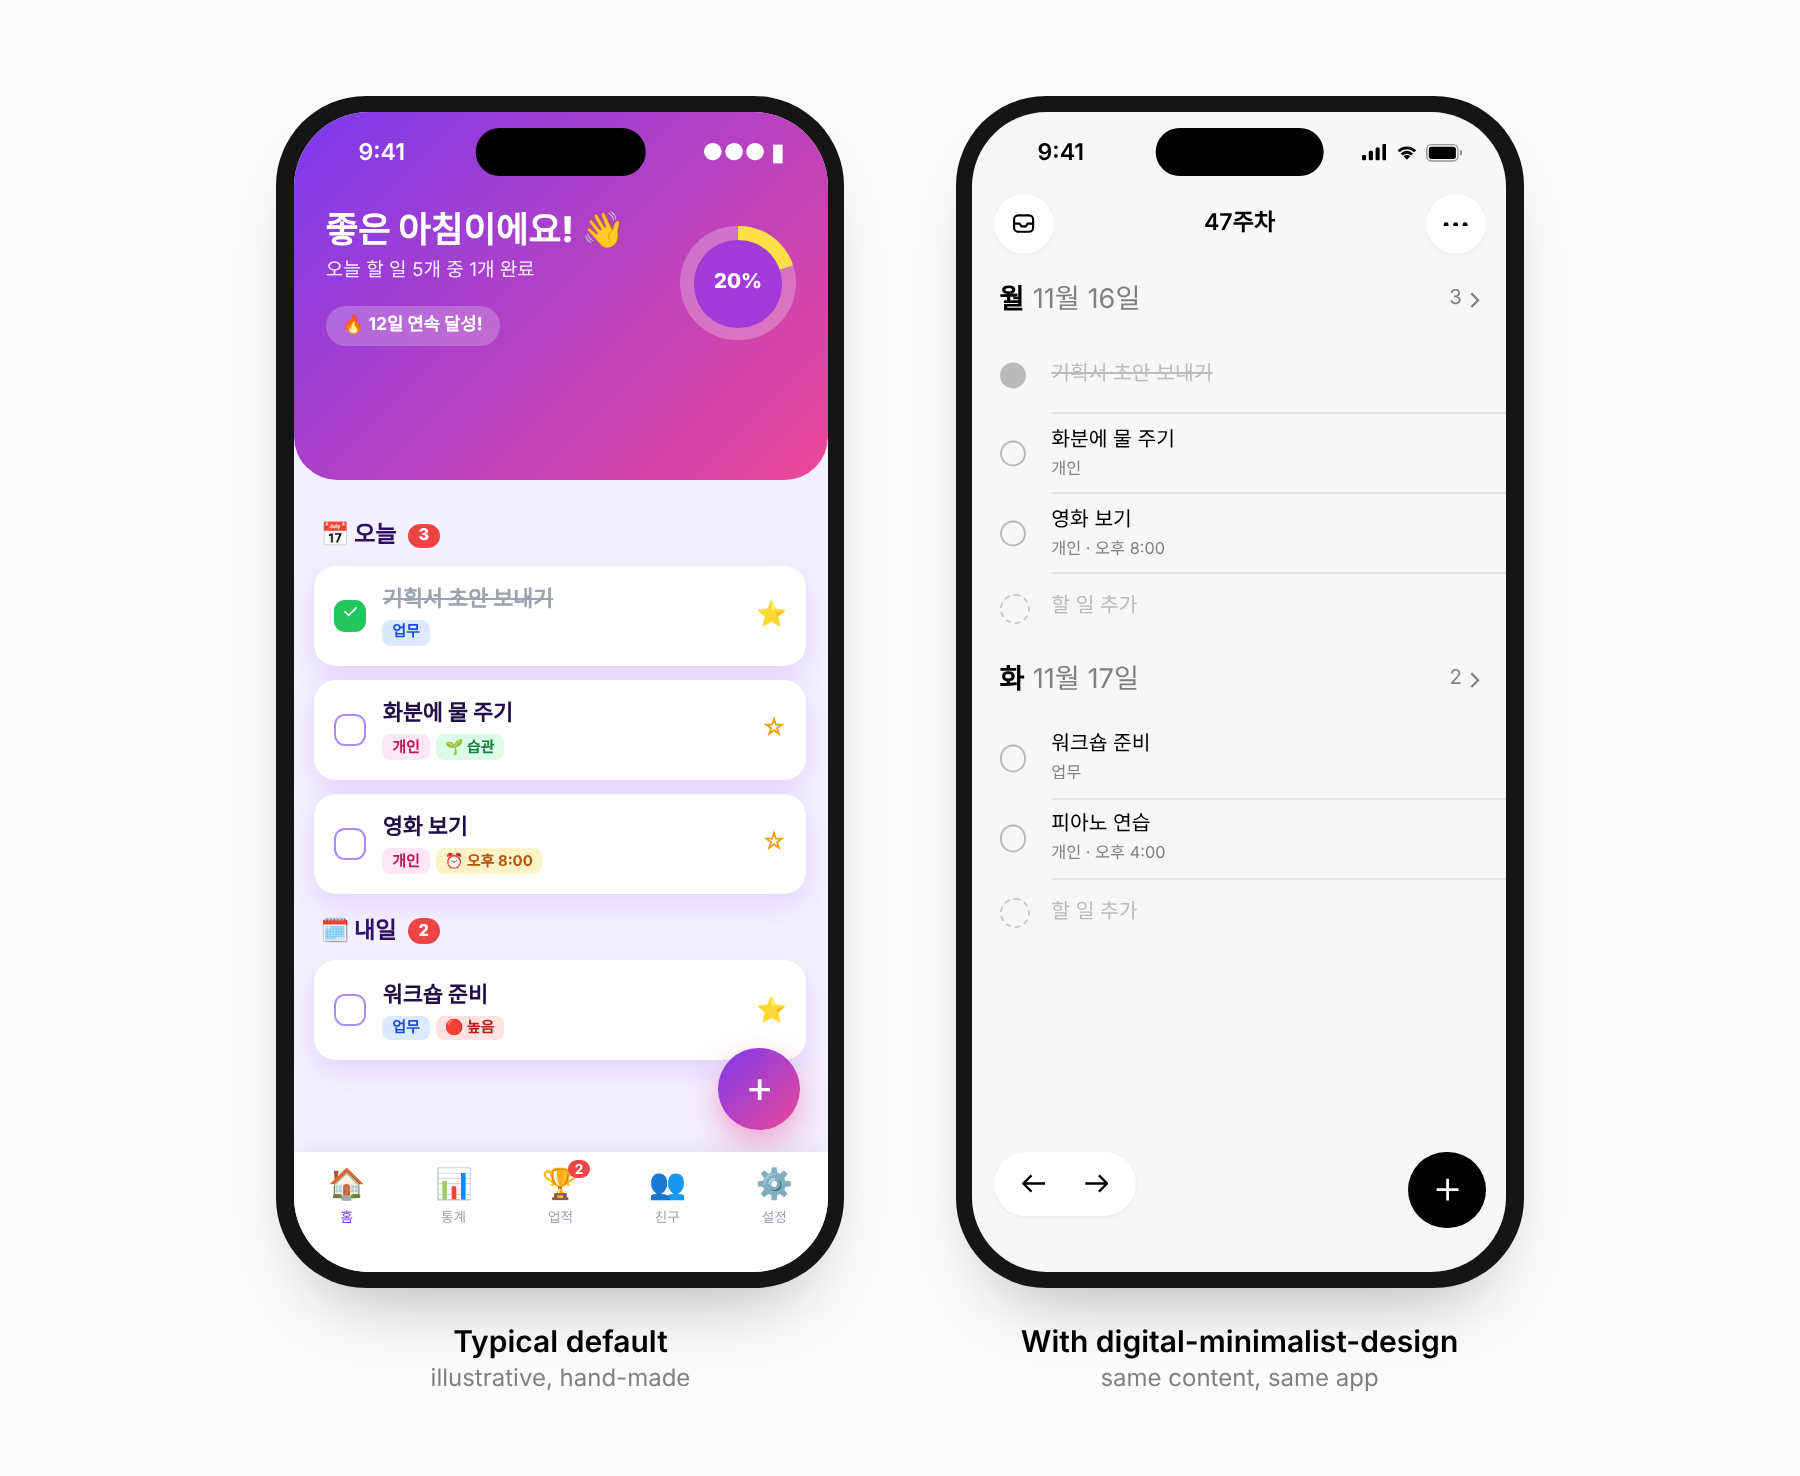 9:41
좋은 아침이에요! 👋
오늘 할 일 5개 중 1개 완료
20%
🔥 12일 연속 달성!
📅 오늘 3
기획서 초안 보내기
업무
화분에 물 주기
개인 🌱 습관
영화 보기
개인 ⏰ 오후 8:00
🗓️ 내일 2
워크숍 준비
업무 🔴 높음
+
2
홈 통계 업적 친구 설정
Typical default
illustrative, hand-made
9:41
47주차
월 11월 16일 3
기획서 초안 보내기
화분에 물 주기
개인
영화 보기
개인 · 오후 8:00
할 일 추가
화 11월 17일 2
워크숍 준비
업무
피아노 연습
개인 · 오후 4:00
할 일 추가
With digital-minimalist-design
same content, same app